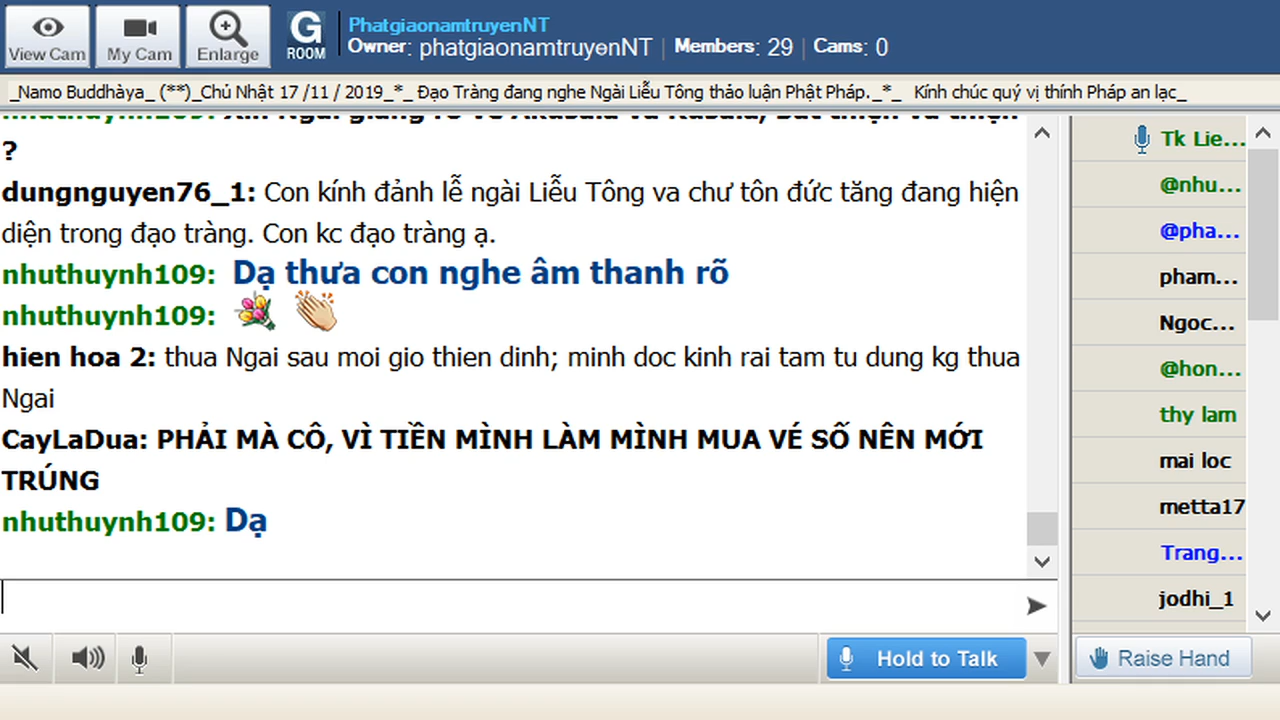 View Cam
My Cam
Enlarge
G
ROOM
PhatgiaonamtruyenNT
Owner: phatgiaonamtruyenNT | Members: 29 | Cams: 0
_Namo Buddhàya_ (**)_Chủ Nhật 17 /11 / 2019_*_ Đạo Tràng đang nghe Ngài Liễu Tông thảo luận Phật Pháp._*_ Kính chúc quý vị thính Pháp an lạc_
?
dungnguyen76_1: Con kính đảnh lễ ngài Liễu Tông va chư tôn đức tăng đang hiện
diện trong đạo tràng. Con kc đạo tràng ạ.
nhuthuynh109: Dạ thưa con nghe âm thanh rõ
nhuthuynh109:
hien hoa 2: thua Ngai sau moi gio thien dinh; minh doc kinh rai tam tu dung kg thua
Ngai
CayLaDua: PHẢI MÀ CÔ, VÌ TIỀN MÌNH LÀM MÌNH MUA VÉ SỐ NÊN MỚI
TRÚNG
nhuthuynh109: Dạ
Tk Lie...
@nhu...
@pha...
pham...
Ngoc...
@hon...
thy lam
mai loc
metta17
Trang...
jodhi_1
Hold to Talk
Raise Hand